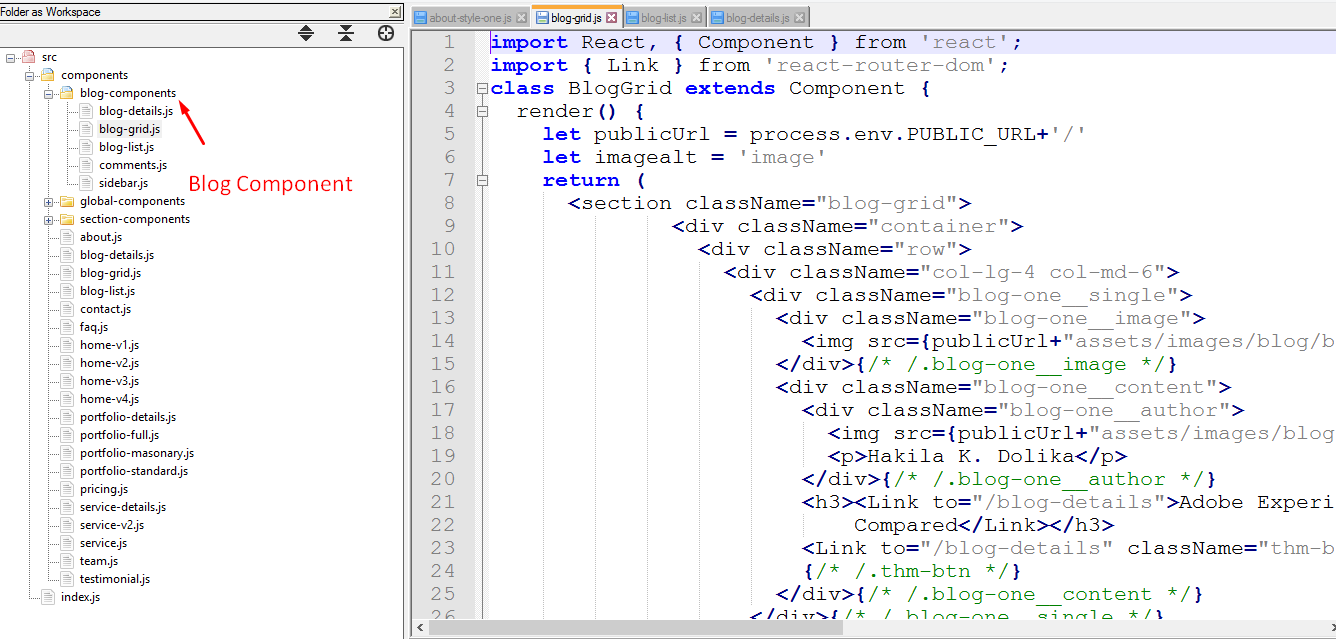 Folder as Workspace
src
components
blog-components
blog-details.js
blog-grid.js
blog-list.js
comments.js
sidebar.js
Blog Component
global-components
section-components
about.js
blog-details.js
blog-grid.js
blog-list.js
contact.js
faq.js
home-v1.js
home-v2.js
home-v3.js
home-v4.js
portfolio-details.js
portfolio-full.js
portfolio-masonary.js
portfolio-standard.js
pricing.js
service-details.js
service-v2.js
service.js
team.js
testimonial.js
index.js
about-style-one.js blog-grid.js blog-list.js blog-details.js
1 import React, { Component } from 'react';
2 import { Link } from 'react-router-dom';
3 class BlogGrid extends Component {
4 render() {
5 let publicUrl = process.env.PUBLIC_URL+'/'
6 let imagealt = 'image'
7 return (
8 <section className="blog-grid">
9 <div className="container">
10 <div className="row">
11 <div className="col-lg-4 col-md-6">
12 <div className="blog-one__single">
13 <div className="blog-one__image">
14 <img src={publicUrl+"assets/images/blog/b
15 </div>{/* /.blog-one__image */}
16 <div className="blog-one__content">
17 <div className="blog-one__author">
18 <img src={publicUrl+"assets/images/blog
19 <p>Hakila K. Dolika</p>
20 </div>{/* /.blog-one__author */}
21 <h3><Link to="/blog-details">Adobe Experi
22 Compared</Link></h3>
23 <Link to="/blog-details" className="thm-b
24 {/* /.thm-btn */}
25 </div>{/* /.blog-one__content */}
26 </div>{/* /.blog-one__single */}